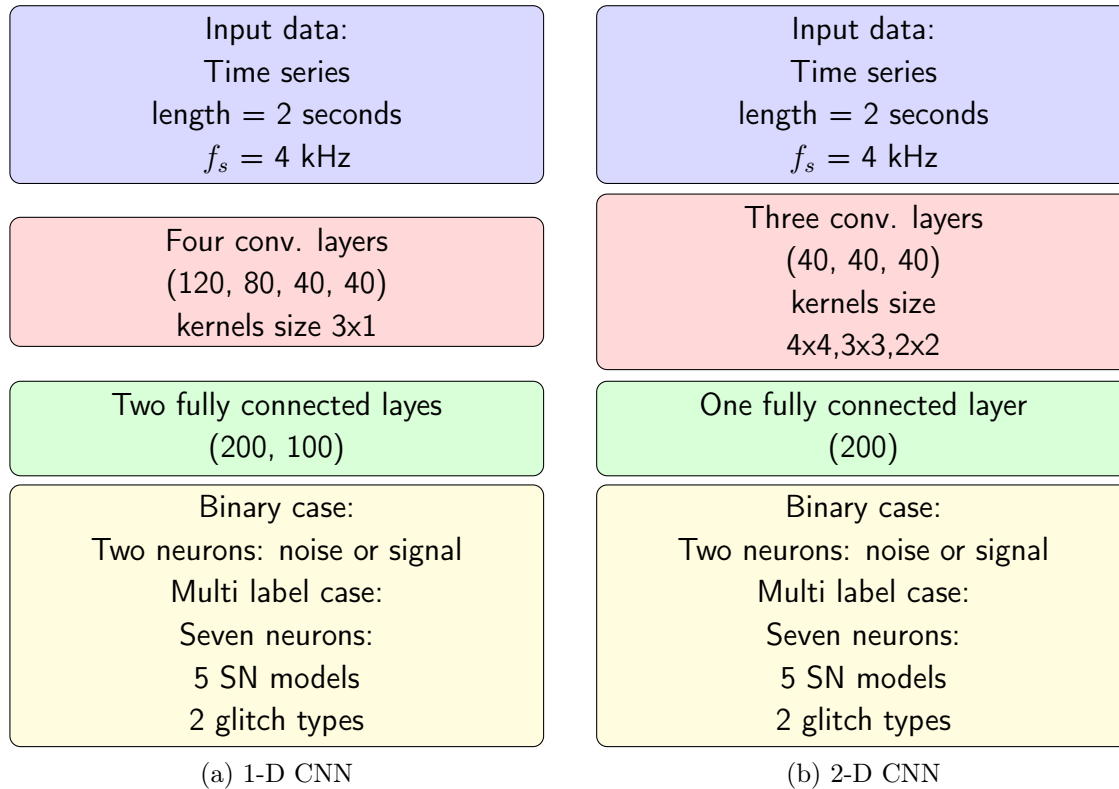 Input data:
Time series
length = 2 seconds
f_s = 4 kHz
Four conv. layers
(120, 80, 40, 40)
kernels size 3x1
Two fully connected layes
(200, 100)
Binary case:
Two neurons: noise or signal
Multi label case:
Seven neurons:
5 SN models
2 glitch types
(a) 1-D CNN
Input data:
Time series
length = 2 seconds
f_s = 4 kHz
Three conv. layers
(40, 40, 40)
kernels size
4x4,3x3,2x2
One fully connected layer
(200)
Binary case:
Two neurons: noise or signal
Multi label case:
Seven neurons:
5 SN models
2 glitch types
(b) 2-D CNN